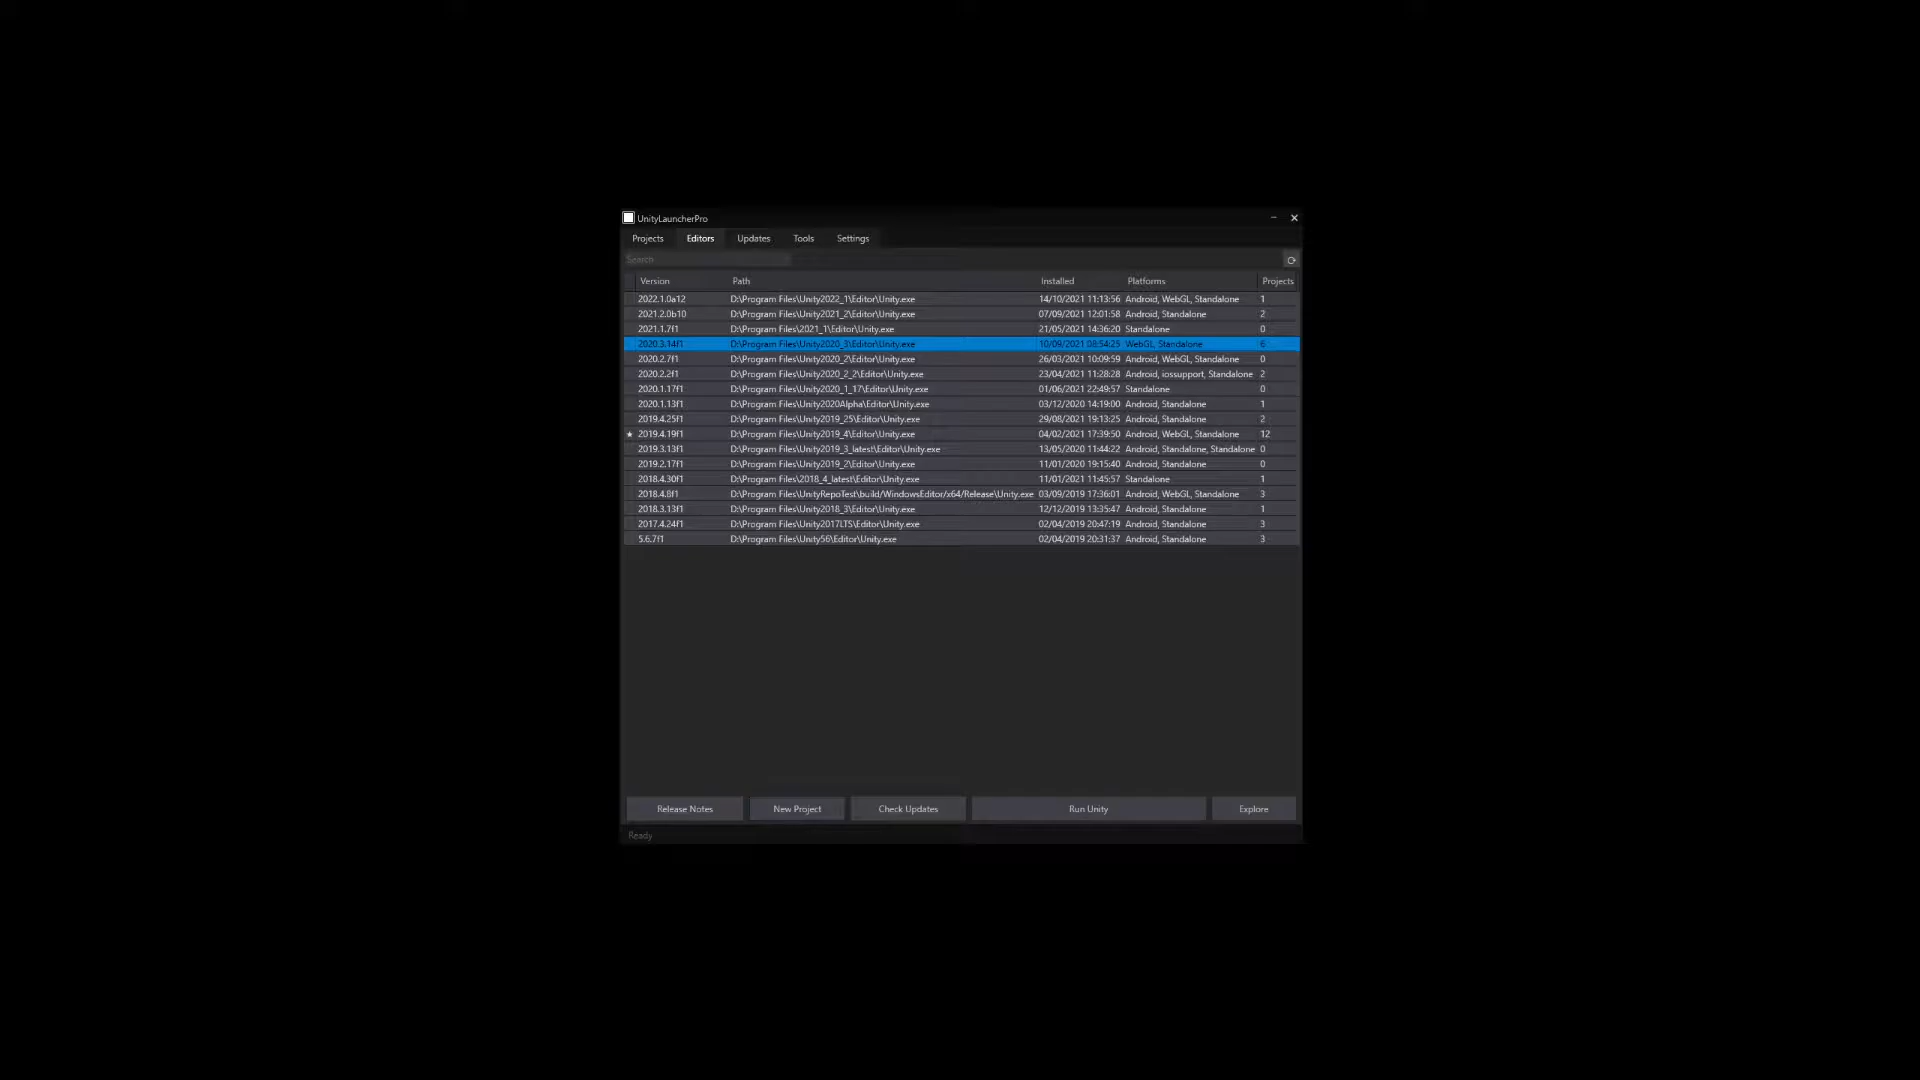 UnityLauncherPro
Projects Editors Updates Tools Settings
Search
Version Path Installed Platforms Projects
2022.1.0a12 D:\Program Files\Unity2022_1\Editor\Unity.exe 14/10/2021 11:13:56 Android, WebGL, Standalone 1
2021.2.0b10 D:\Program Files\Unity2021_2\Editor\Unity.exe 07/09/2021 12:01:58 Android, Standalone 2
2021.1.7f1 D:\Program Files\2021_1\Editor\Unity.exe 21/05/2021 14:36:20 Standalone 0
2020.3.14f1 D:\Program Files\Unity2020_3\Editor\Unity.exe 10/09/2021 08:54:25 WebGL, Standalone 6
2020.2.7f1 D:\Program Files\Unity2020_2\Editor\Unity.exe 26/03/2021 10:09:59 Android, WebGL, Standalone 0
2020.2.2f1 D:\Program Files\Unity2020_2_2\Editor\Unity.exe 23/04/2021 11:28:28 Android, iossupport, Standalone 2
2020.1.17f1 D:\Program Files\Unity2020_1_17\Editor\Unity.exe 01/06/2021 22:49:57 Standalone 0
2020.1.13f1 D:\Program Files\Unity2020Alpha\Editor\Unity.exe 03/12/2020 14:19:00 Android, Standalone 1
2019.4.25f1 D:\Program Files\Unity2019_25\Editor\Unity.exe 29/08/2021 19:13:25 Android, Standalone 2
★ 2019.4.19f1 D:\Program Files\Unity2019_4\Editor\Unity.exe 04/02/2021 17:39:50 Android, WebGL, Standalone 12
2019.3.13f1 D:\Program Files\Unity2019_3_latest\Editor\Unity.exe 13/05/2020 11:44:22 Android, Standalone, Standalone 0
2019.2.17f1 D:\Program Files\Unity2019_2\Editor\Unity.exe 11/01/2020 19:15:40 Android, Standalone 0
2018.4.30f1 D:\Program Files\2018_4_latest\Editor\Unity.exe 11/01/2021 11:45:57 Standalone 1
2018.4.8f1 D:\Program Files\UnityRepoTest\build/WindowsEditor/x64/Release\Unity.exe 03/09/2019 17:36:01 Android, WebGL, Standalone 3
2018.3.13f1 D:\Program Files\Unity2018_3\Editor\Unity.exe 12/12/2019 13:35:47 Android, Standalone 1
2017.4.24f1 D:\Program Files\Unity2017LTS\Editor\Unity.exe 02/04/2019 20:47:19 Android, Standalone 3
5.6.7f1 D:\Program Files\Unity56\Editor\Unity.exe 02/04/2019 20:31:37 Android, Standalone 3
Release Notes New Project Check Updates Run Unity Explore
Ready